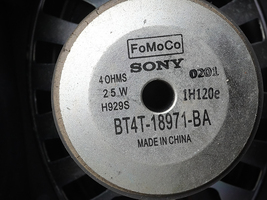 FoMoCo
SONY
4 OHMS
0201
25 W
H929S
1H120e
BT4T-18971-BA
MADE IN CHINA